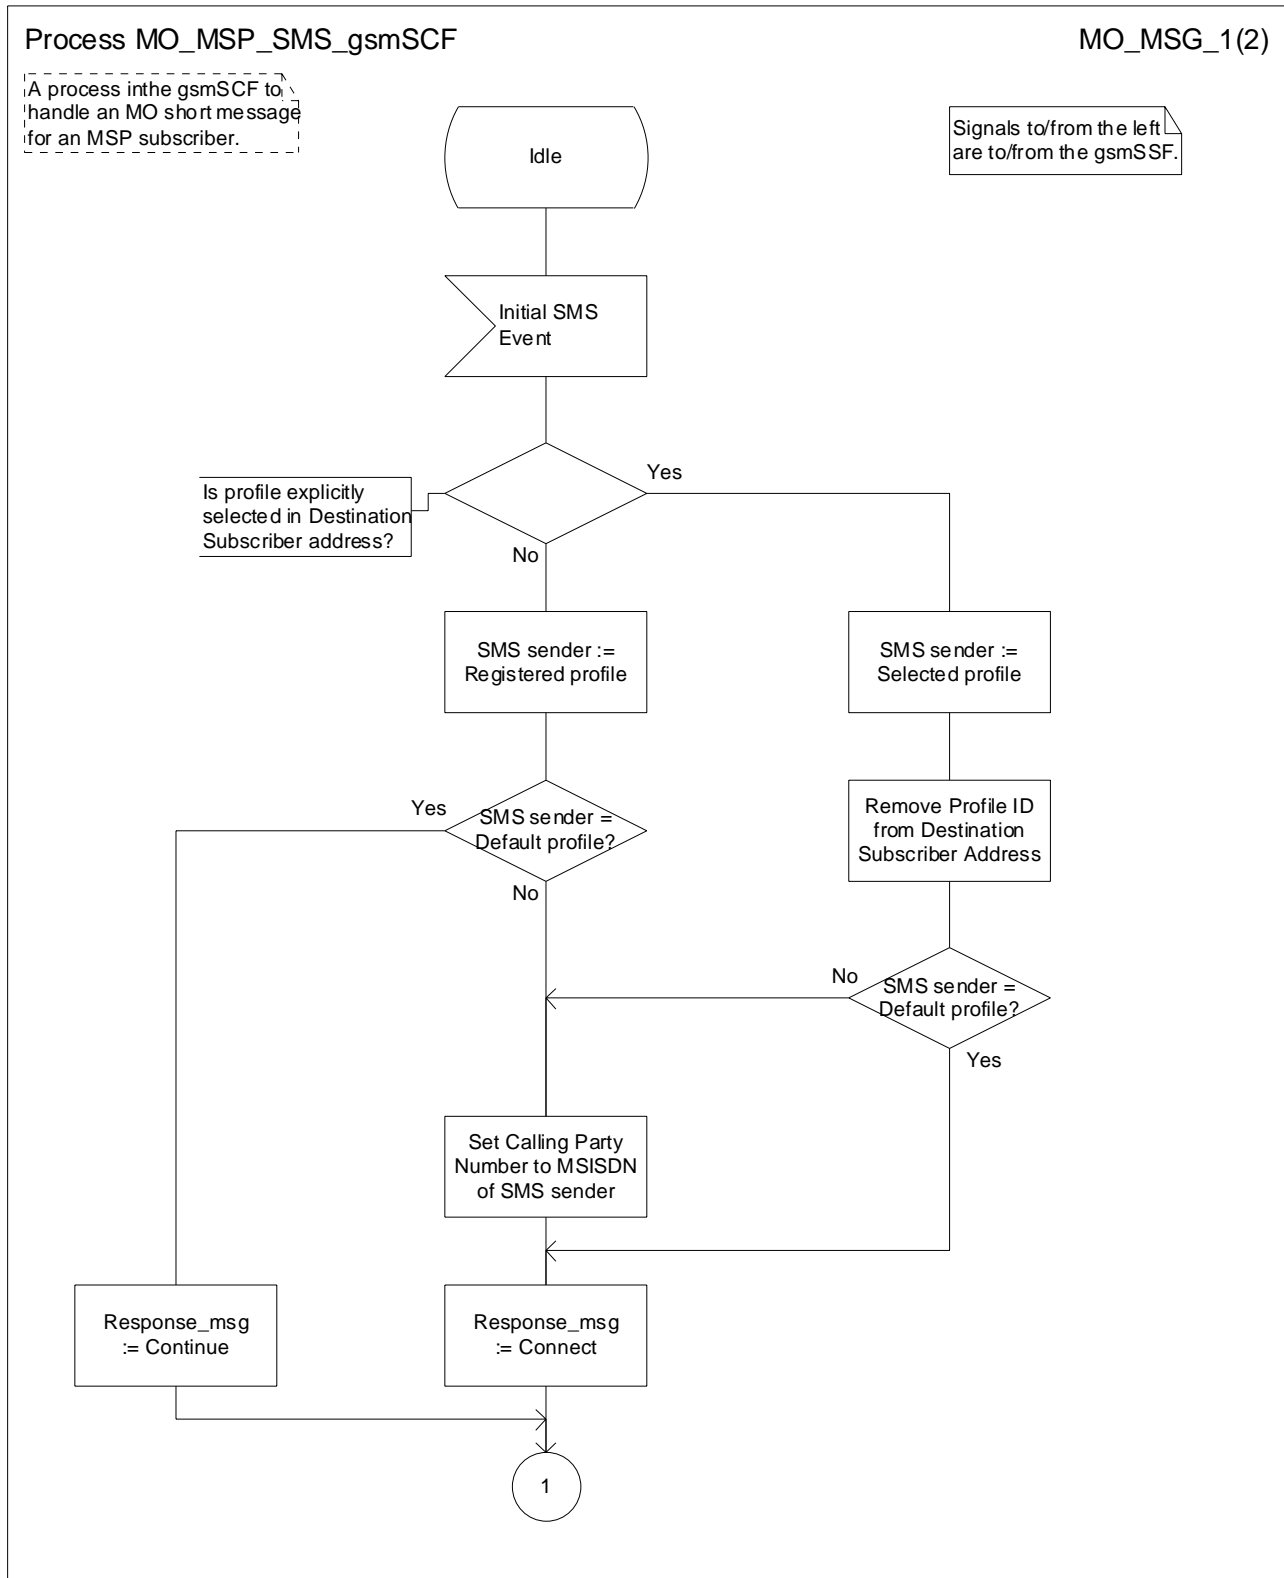 Process MO_MSP_SMS_gsmSCF
MO_MSG_1(2)
A process inthe gsmSCF to
handle an MO short message
for an MSP subscriber.
Signals to/from the left
are to/from the gsmSSF.
Idle
Initial SMS
Event
Is profile explicitly
selected in Destination
Subscriber address?
Yes
No
SMS sender :=
Registered profile
SMS sender :=
Selected profile
Yes
SMS sender =
Default profile?
No
Remove Profile ID
from Destination
Subscriber Address
No
SMS sender =
Default profile?
Yes
Set Calling Party
Number to MSISDN
of SMS sender
Response_msg
:= Continue
Response_msg
:= Connect
1